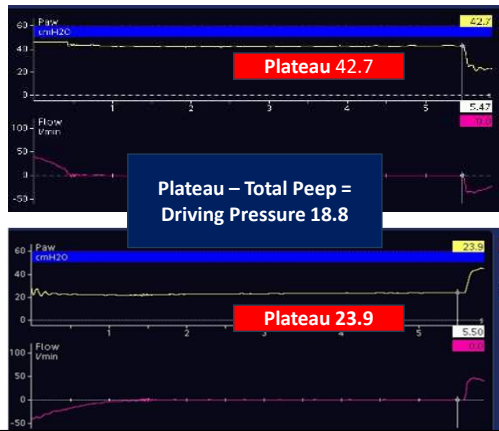 60 Paw 42.7
cmH2O
40
Plateau 42.7
20
0
1 2 3 4 5 5.47
Flow 0.0
100 l/min
50
-50
Plateau – Total Peep =
Driving Pressure 18.8
60 Paw 23.9
cmH2O
40
20
Plateau 23.9
0
1 2 3 4 5 5.50
Flow 0.0
100 l/min
50
-50